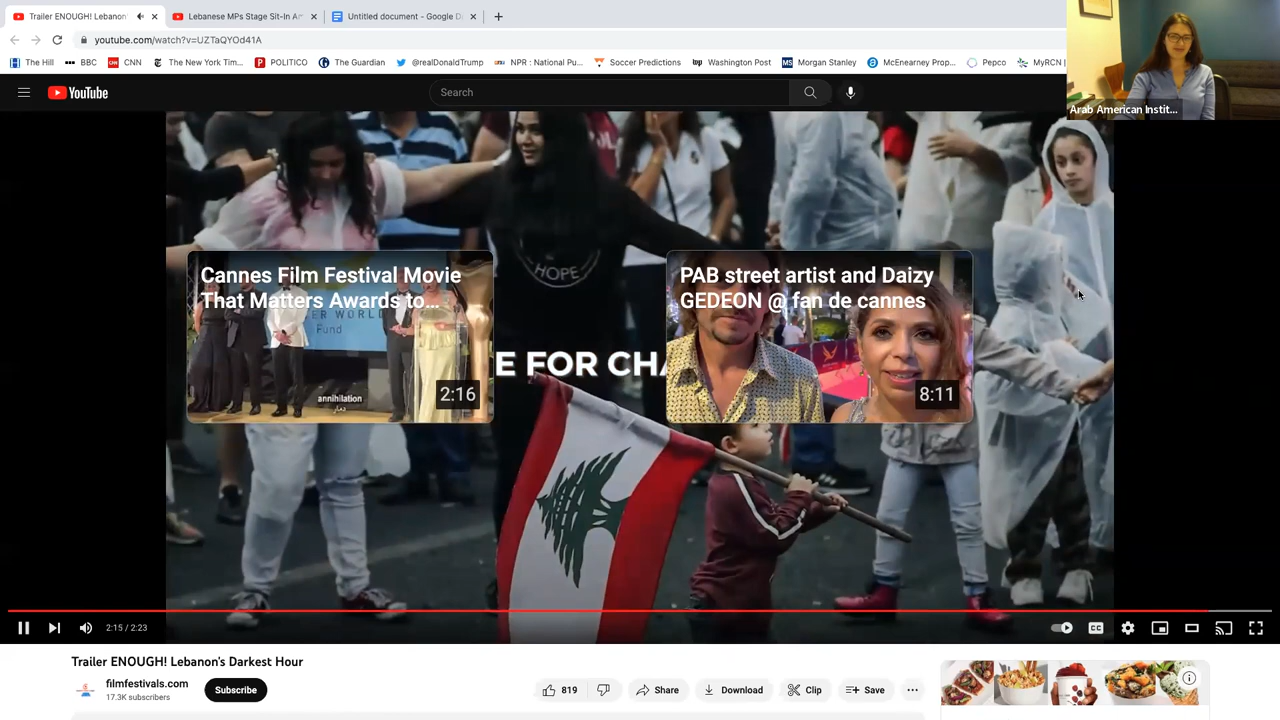 Trailer ENOUGH! Lebanon'
Lebanese MPs Stage Sit-In An
Untitled document - Google D
youtube.com/watch?v=UZTaQYOd41A
The Hill
BBC
CNN
The New York Tim...
POLITICO
The Guardian
@realDonaldTrump
NPR : National Pu...
Soccer Predictions
Washington Post
Morgan Stanley
McEnearney Prop...
Pepco
MyRCN
Arab American Instit...
YouTube
Search
HOPE
Cannes Film Festival Movie
That Matters Awards to...
annihilation
دمار
2:16
E FOR CHA
PAB street artist and Daizy
GEDEON @ fan de cannes
8:11
2:15 / 2:23
Trailer ENOUGH! Lebanon's Darkest Hour
filmfestivals.com
17.3K subscribers
Subscribe
819
Share
Download
Clip
Save